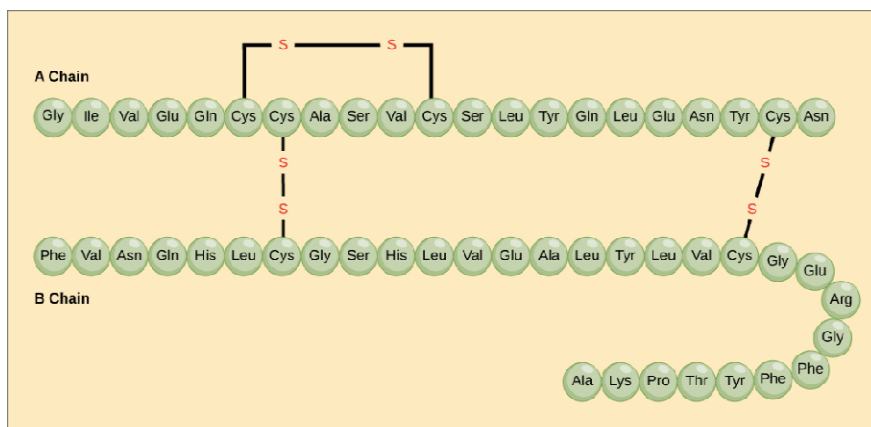 S S
A Chain
Gly Ile Val Glu Gln Cys Cys Ala Ser Val Cys Ser Leu Tyr Gln Leu Glu Asn Tyr Cys Asn
S S
S S
Phe Val Asn Gln His Leu Cys Gly Ser His Leu Val Glu Ala Leu Tyr Leu Val Cys Gly Glu
B Chain
Arg
Gly
Ala Lys Pro Thr Tyr Phe Phe